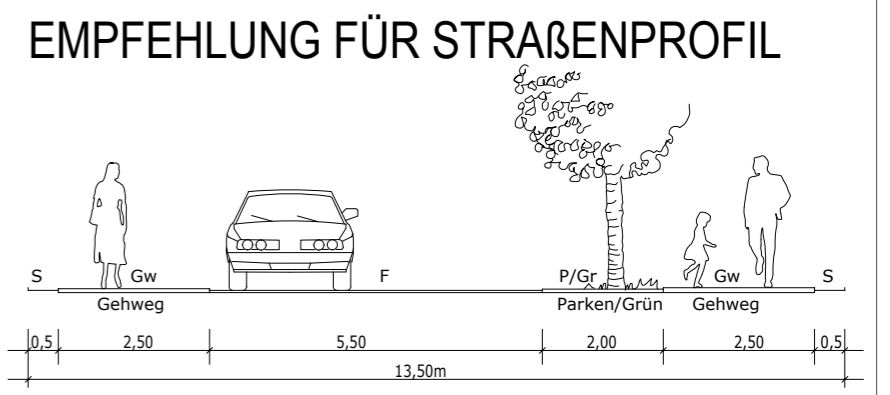 EMPFEHLUNG FÜR STRAßENPROFIL
S Gw F P/Gr Gw S
Gehweg Parken/Grün Gehweg
0,5 2,50 5,50 2,00 2,50 0,5
13,50m